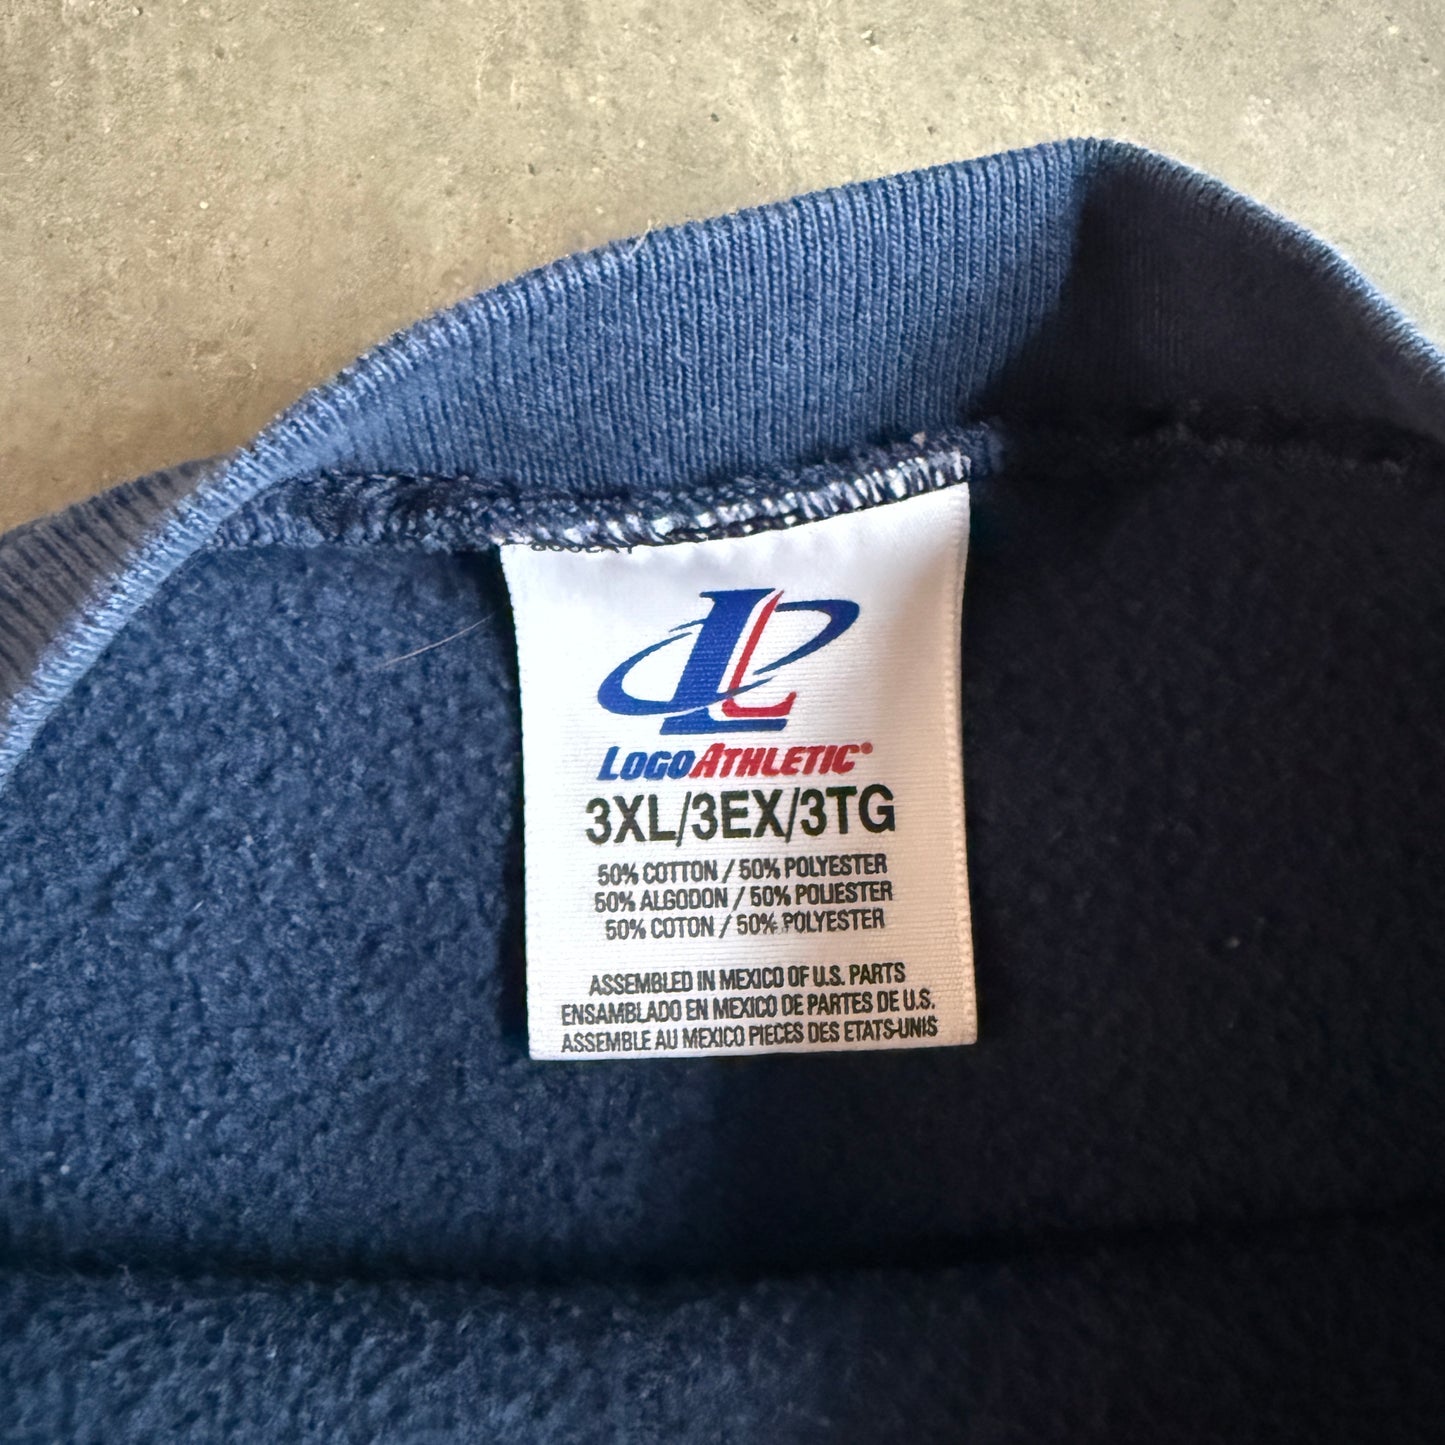 LOGOATHLETIC®
3XL/3EX/3TG
50% COTTON / 50% POLYESTER
50% ALGODON / 50% POLIESTER
50% COTON / 50% POLYESTER
ASSEMBLED IN MEXICO OF U.S. PARTS
ENSAMBLADO EN MEXICO DE PARTES DE U.S.
ASSEMBLE AU MEXICO PIECES DES ETATS-UNIS